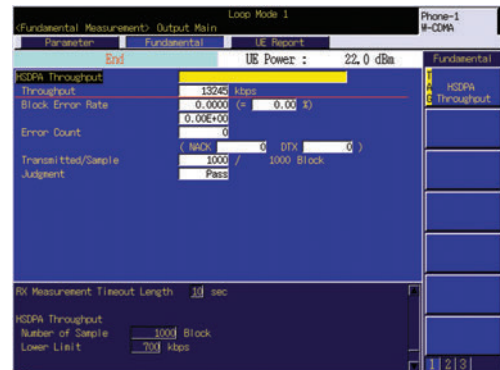 Loop Mode 1
<Fundamental Measurement> Output Main
Phone-1
W-CDMA
Parameter Fundamental UE Report
End UE Power : 22.0 dBm Fundamental
HSDPA Throughput
Throughput 13245 kbps
Block Error Rate 0.0000 (= 0.00 %)
0.00E+00
Error Count 0
( NACK 0 DTX 0 )
Transmitted/Sample 1000 / 1000 Block
Judgment Pass
TAG
HSDPA
Throughput
RX Measurement Timeout Length 10 sec
HSDPA Throughput
Number of Sample 1000 Block
Lower Limit 700 kbps
1 2 3